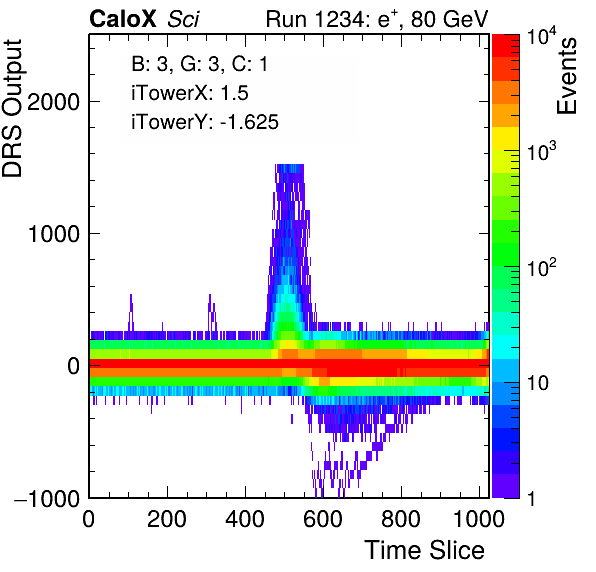 CaloX Sci
Run 1234: e⁺, 80 GeV
B: 3, G: 3, C: 1
iTowerX: 1.5
iTowerY: -1.625
DRS Output
2000
1000
0
−1000
0 200 400 600 800 1000
Time Slice
Events
10⁴
10³
10²
10
1